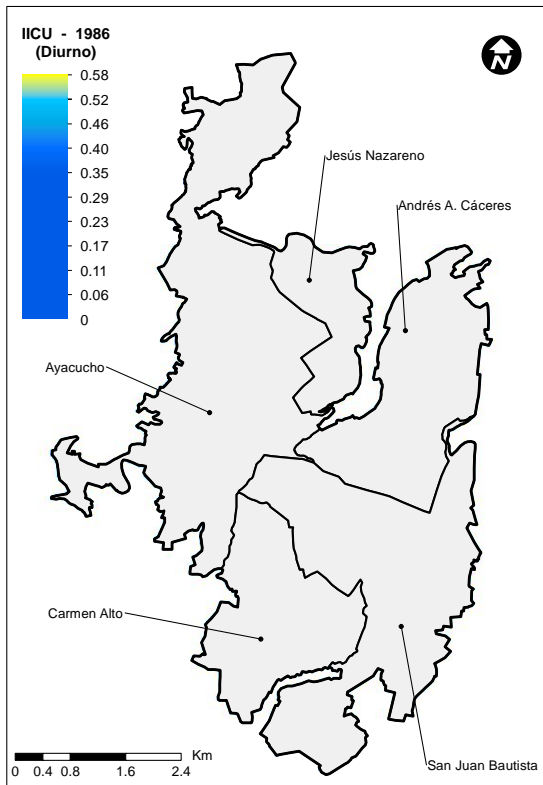 IICU - 1986
(Diurno)
0.58
0.52
0.46
0.40
0.35
0.29
0.23
0.17
0.11
0.06
0
N
Jesús Nazareno
Andrés A. Cáceres
Ayacucho
Carmen Alto
San Juan Bautista
Km
0 0.4 0.8 1.6 2.4